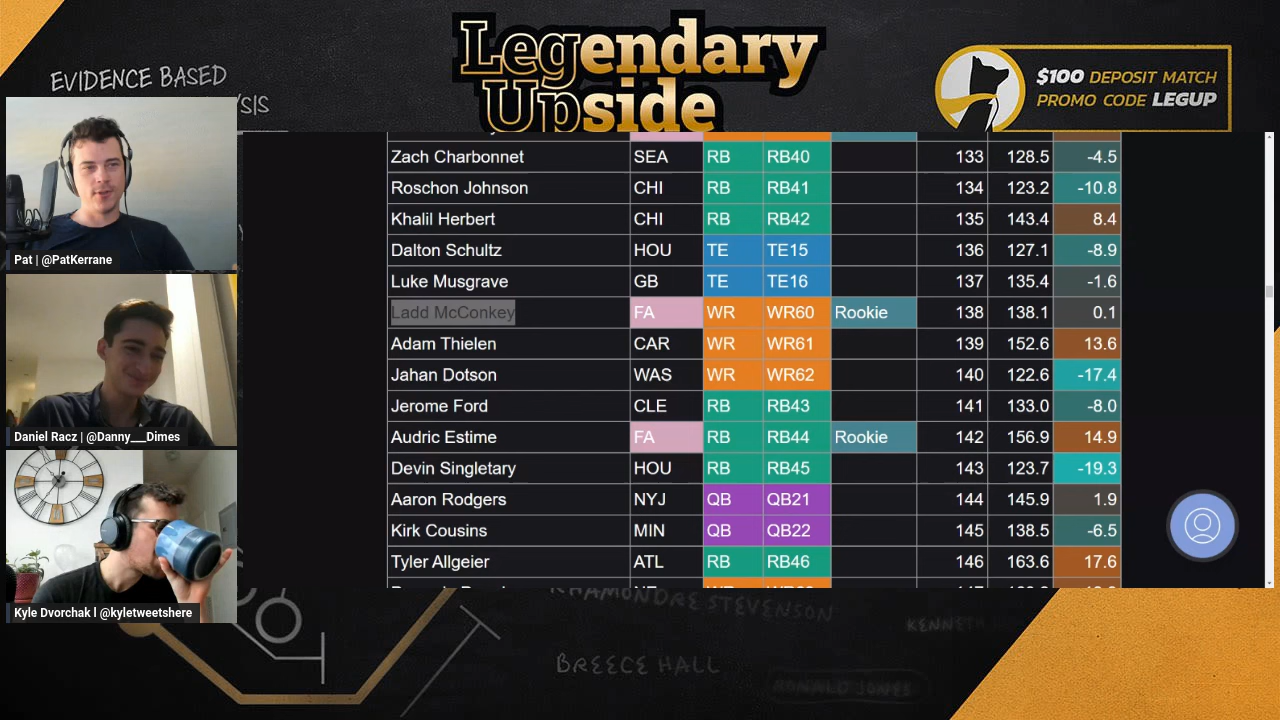 Legendary
Upside
EVIDENCE BASED
YSIS
$100 DEPOSIT MATCH
PROMO CODE LEGUP
Pat | @PatKerrane
Daniel Racz | @Danny___Dimes
Kyle Dvorchak l @kyletweetshere
Zach Charbonnet SEA RB RB40 133 128.5 -4.5
Roschon Johnson CHI RB RB41 134 123.2 -10.8
Khalil Herbert CHI RB RB42 135 143.4 8.4
Dalton Schultz HOU TE TE15 136 127.1 -8.9
Luke Musgrave GB TE TE16 137 135.4 -1.6
Ladd McConkey FA WR WR60 Rookie 138 138.1 0.1
Adam Thielen CAR WR WR61 139 152.6 13.6
Jahan Dotson WAS WR WR62 140 122.6 -17.4
Jerome Ford CLE RB RB43 141 133.0 -8.0
Audric Estime FA RB RB44 Rookie 142 156.9 14.9
Devin Singletary HOU RB RB45 143 123.7 -19.3
Aaron Rodgers NYJ QB QB21 144 145.9 1.9
Kirk Cousins MIN QB QB22 145 138.5 -6.5
Tyler Allgeier ATL RB RB46 146 163.6 17.6
RHAMONDRE STEVENSON
KENNETH
BREECE HALL
RONALD JONES